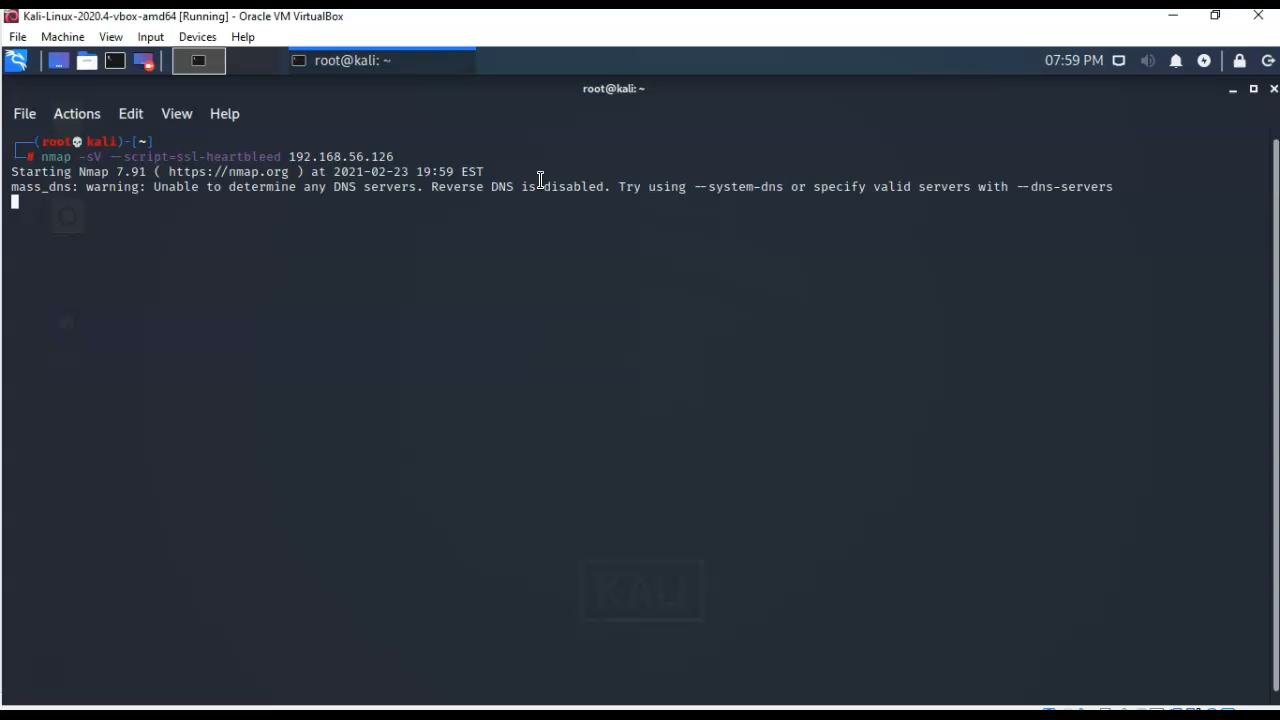 Kali-Linux-2020.4-vbox-amd64 [Running] - Oracle VM VirtualBox
File Machine View Input Devices Help
root@kali: ~ 07:59 PM
root@kali: ~
File Actions Edit View Help
┌──(root💀kali)-[~]
└─# nmap -sV --script=ssl-heartbleed 192.168.56.126
Starting Nmap 7.91 ( https://nmap.org ) at 2021-02-23 19:59 EST
mass_dns: warning: Unable to determine any DNS servers. Reverse DNS is disabled. Try using --system-dns or specify valid servers with --dns-servers
KALI